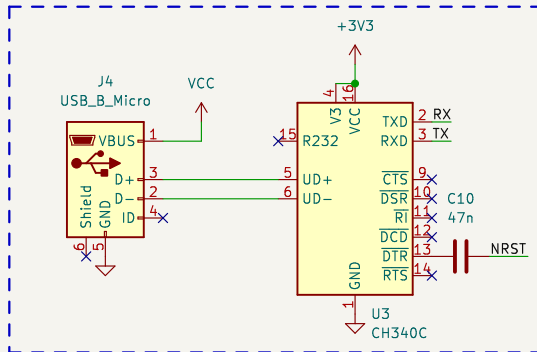 +3V3
J4
USB_B_Micro
VCC
4
16
V3
VCC
VBUS 1
15 R232
TXD 2 RX
RXD 3 TX
D+ 3
5 UD+
CTS 9
D- 2
6 UD-
DSR 10
C10
ID 4
RI 11
47n
Shield
GND
DCD 12
6
5
DTR 13
NRST
RTS 14
GND
1
U3
CH340C